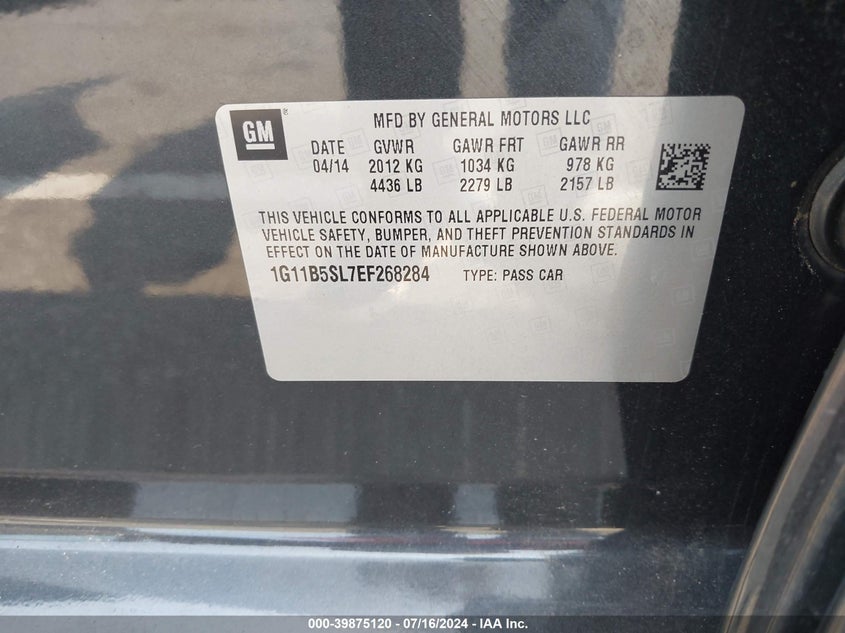 GM
MFD BY GENERAL MOTORS LLC
DATE GVWR GAWR FRT GAWR RR
04/14 2012 KG 1034 KG 978 KG
4436 LB 2279 LB 2157 LB
THIS VEHICLE CONFORMS TO ALL APPLICABLE U.S. FEDERAL MOTOR
VEHICLE SAFETY, BUMPER, AND THEFT PREVENTION STANDARDS IN
EFFECT ON THE DATE OF MANUFACTURE SHOWN ABOVE.
1G11B5SL7EF268284 TYPE: PASS CAR
000-39875120 - 07/16/2024 - IAA Inc.